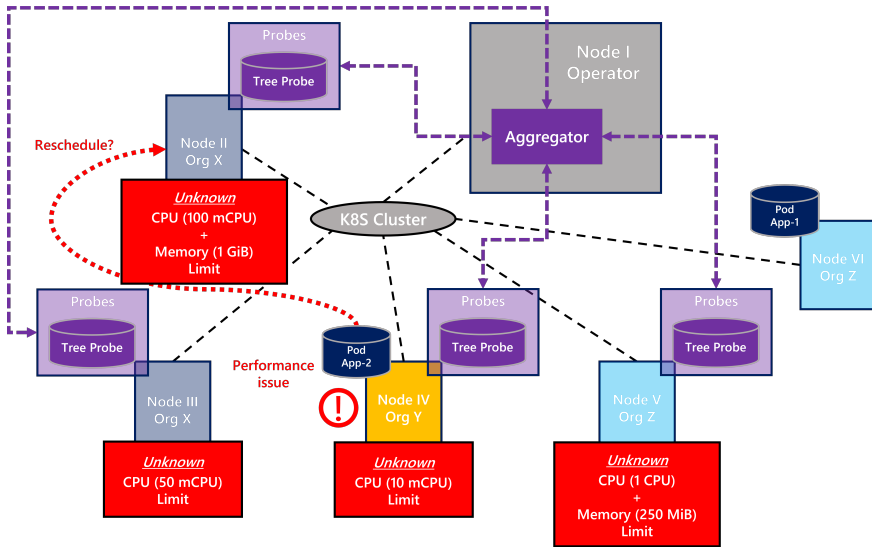 Probes
Tree Probe
Node I
Operator
Aggregator
Reschedule?
Node II
Org X
Unknown
CPU (100 mCPU)
+
Memory (1 GiB)
Limit
K8S Cluster
Pod
App-1
Node VI
Org Z
Probes
Tree Probe
Performance
issue
Pod
App-2
Probes
Tree Probe
Probes
Tree Probe
Node III
Org X
Node IV
Org Y
Node V
Org Z
Unknown
CPU (50 mCPU)
Limit
Unknown
CPU (10 mCPU)
Limit
Unknown
CPU (1 CPU)
+
Memory (250 MiB)
Limit